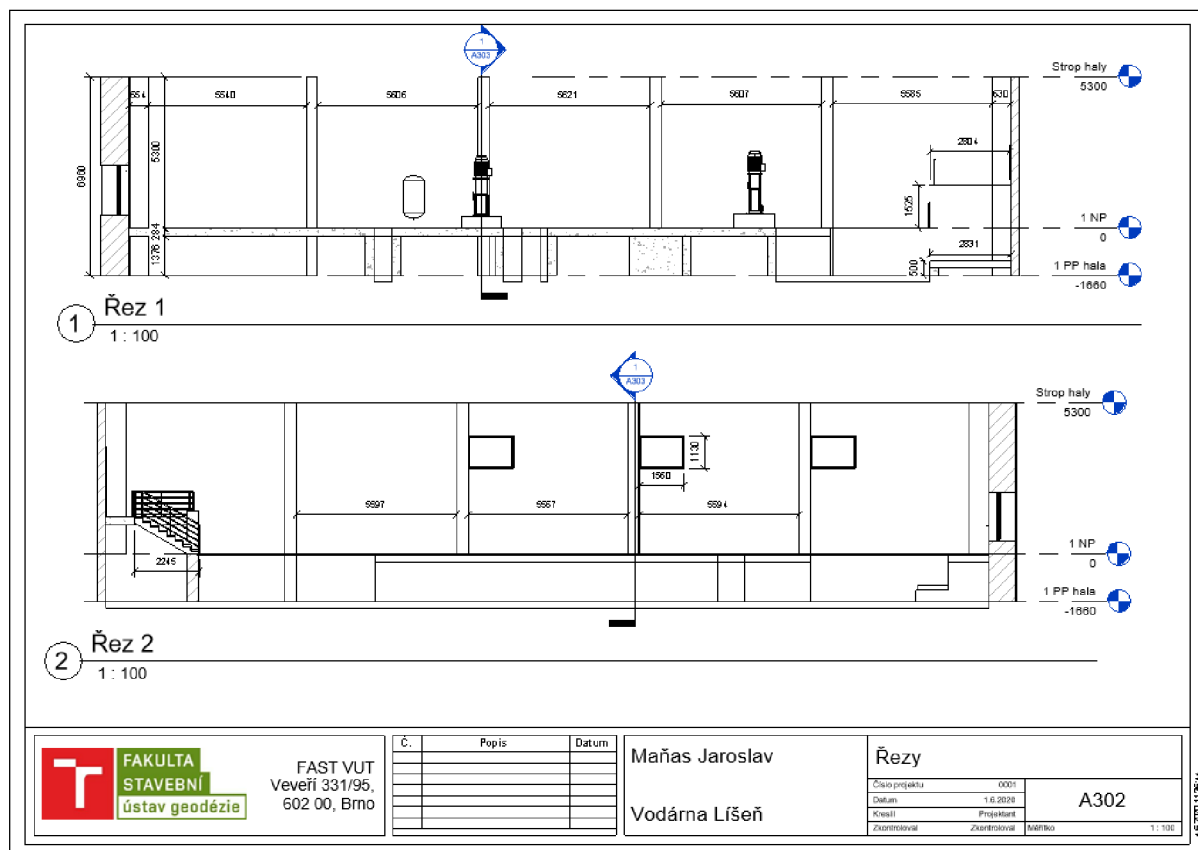 1
A303
Strop haly
5300
554
5540
5606
5621
5607
5585
630
6960
5300
2804
1525
1 NP
0
284
1376
2831
500
1 PP hala
-1660
1
Řez 1
1 : 100
1
A303
Strop haly
5300
1130
1560
5597
5567
5594
2245
1 NP
0
1 PP hala
-1660
2
Řez 2
1 : 100
FAKULTA
STAVEBNÍ
ústav geodézie
FAST VUT
Veveří 331/95,
602 00, Brno
Č. Popis Datum
Maňas Jaroslav
Vodárna Líšeň
Řezy
Číslo projektu 0001
Datum 1.6.2020
Kreslil Projektant
Zkontroloval Zkontroloval
A302
Měřítko 1 : 100